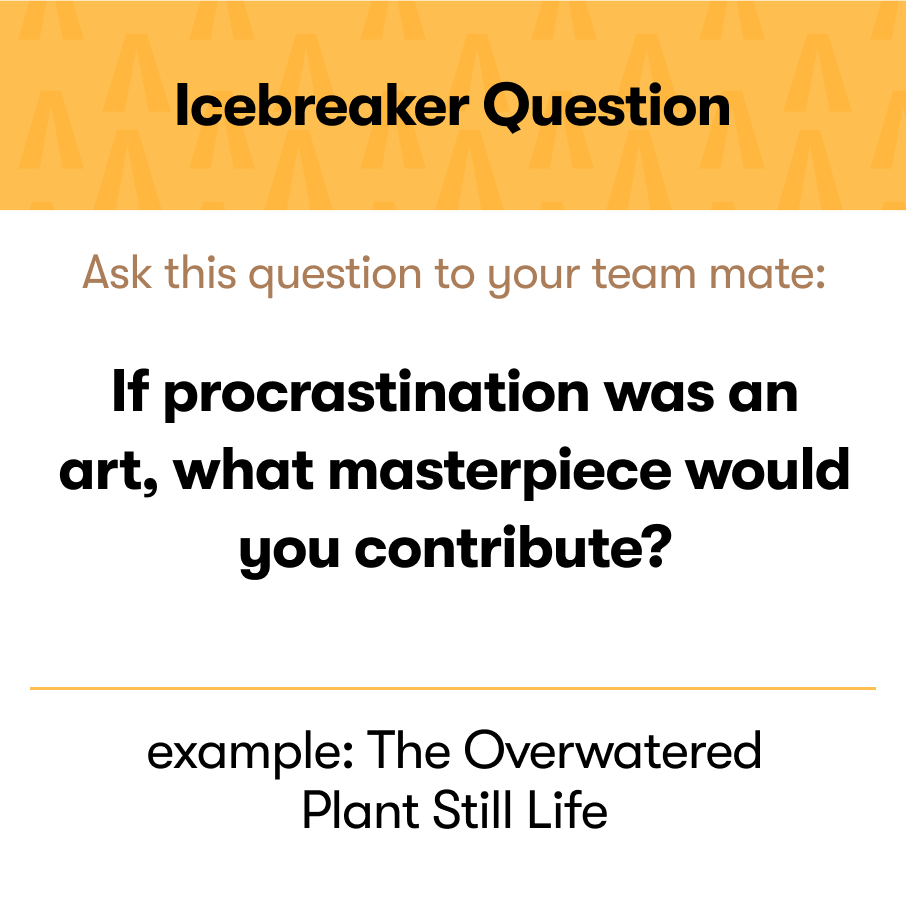 Icebreaker Question
Ask this question to your team mate:
If procrastination was an
art, what masterpiece would
you contribute?
example: The Overwatered
Plant Still Life